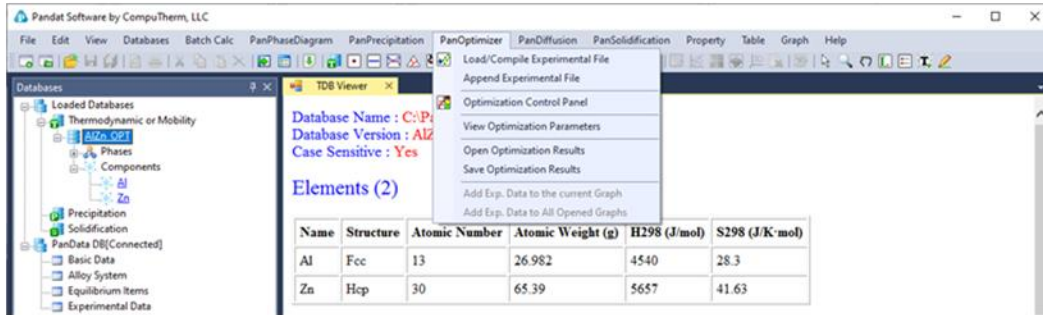 Pandat Software by CompuTherm, LLC
File Edit View Databases Batch Calc PanPhaseDiagram PanPrecipitation PanOptimizer PanDiffusion PanSolidification Property Table Graph Help
Databases
TDB Viewer
Loaded Databases
Thermodynamic or Mobility
AlZn_OPT
Phases
Components
Al
Zn
Precipitation
Solidification
PanData DB[Connected]
Basic Data
Alloy System
Equilibrium Items
Experimental Data
Load/Compile Experimental File
Append Experimental File
Optimization Control Panel
View Optimization Parameters
Open Optimization Results
Save Optimization Results
Add Exp. Data to the current Graph
Add Exp. Data to All Opened Graphs
Database Name : C:\Pa
Database Version : AlZ
Case Sensitive : Yes
Elements (2)
Name Structure Atomic Number Atomic Weight (g) H298 (J/mol) S298 (J/K·mol)
Al Fcc 13 26.982 4540 28.3
Zn Hcp 30 65.39 5657 41.63